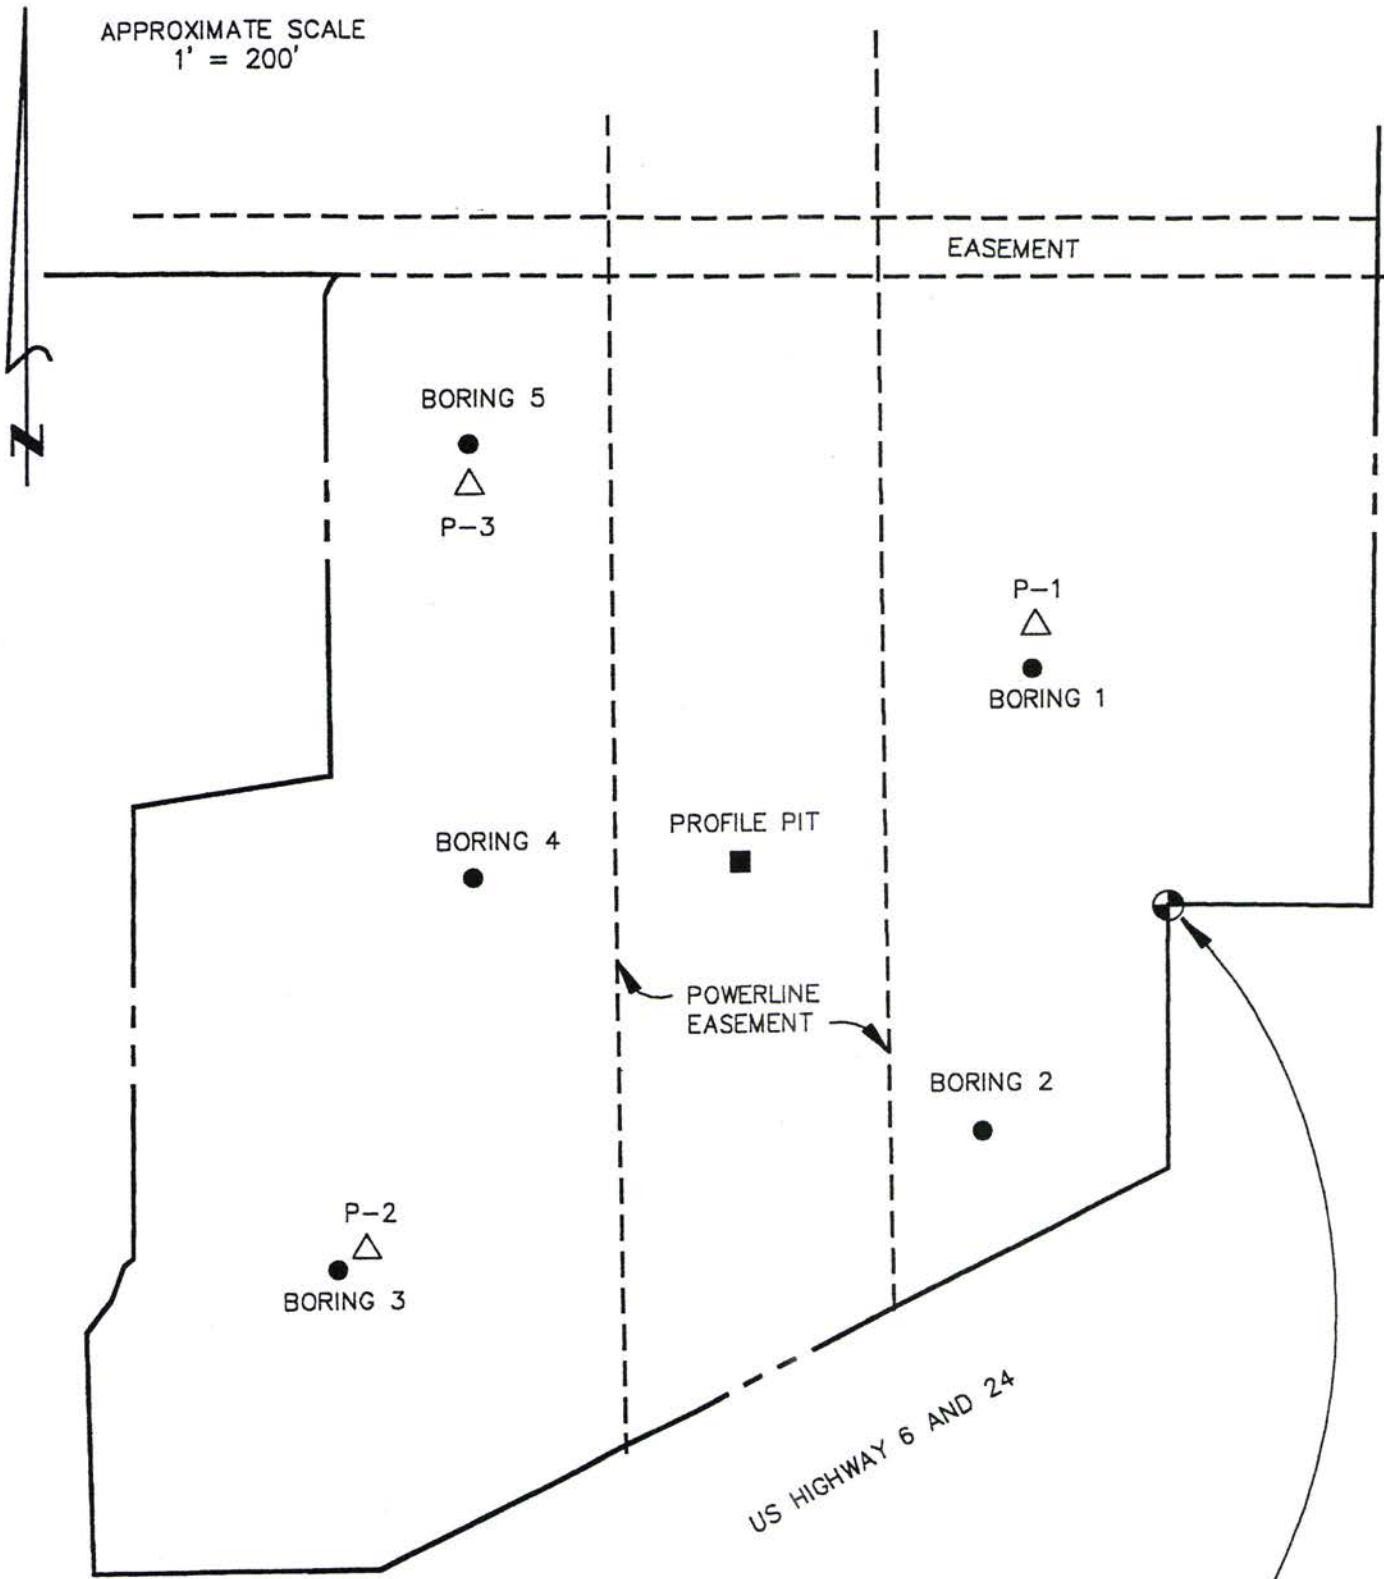 APPROXIMATE SCALE
1' = 200'
EASEMENT
BORING 5
N
P-3
P-1
BORING 1
PROFILE PIT
BORING 4
POWERLINE
EASEMENT
BORING 2
P-2
BORING 3
US HIGHWAY 6 AND 24